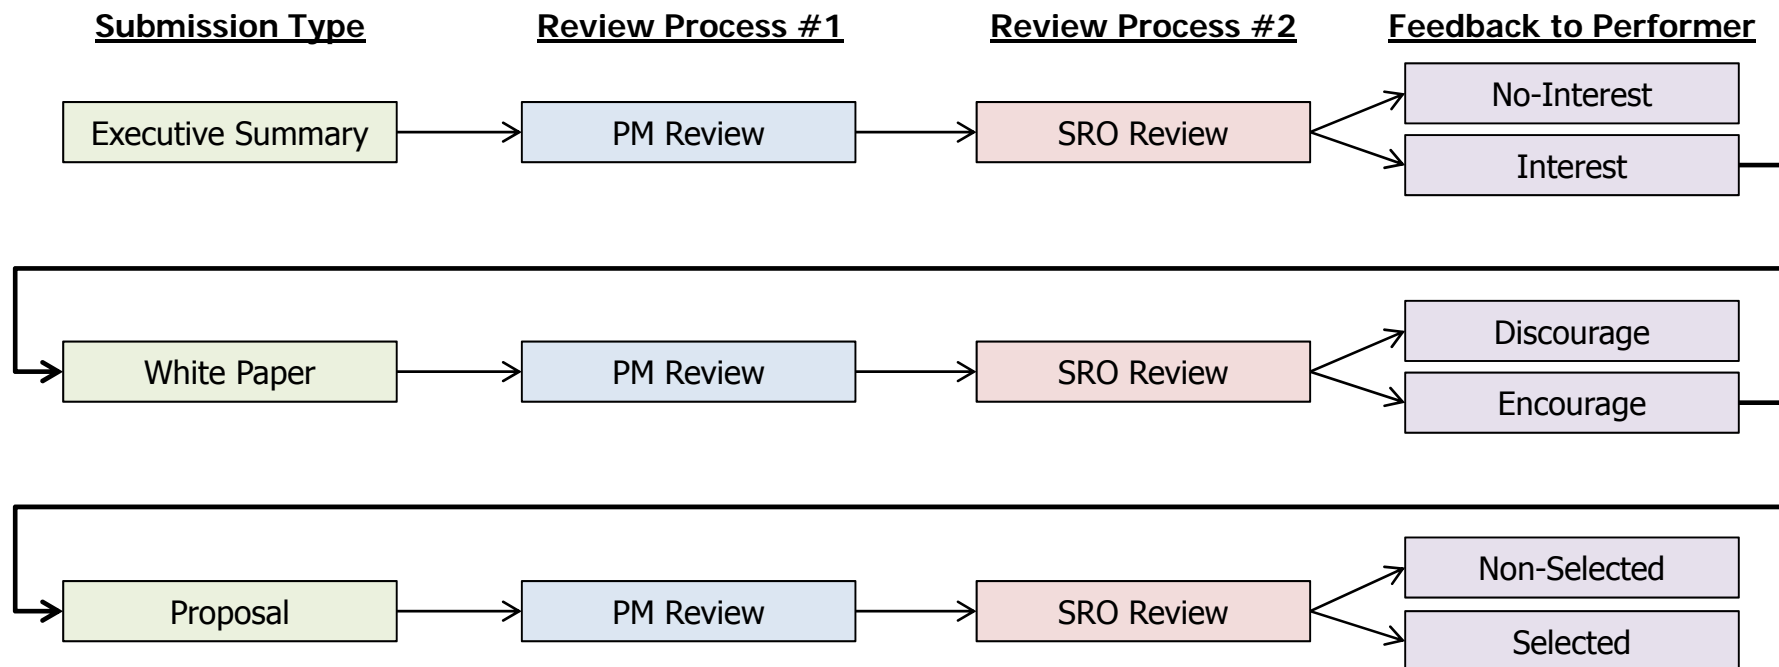 Submission Type
Review Process #1
Review Process #2
Feedback to Performer
Executive Summary
PM Review
SRO Review
No-Interest
Interest
White Paper
PM Review
SRO Review
Discourage
Encourage
Proposal
PM Review
SRO Review
Non-Selected
Selected